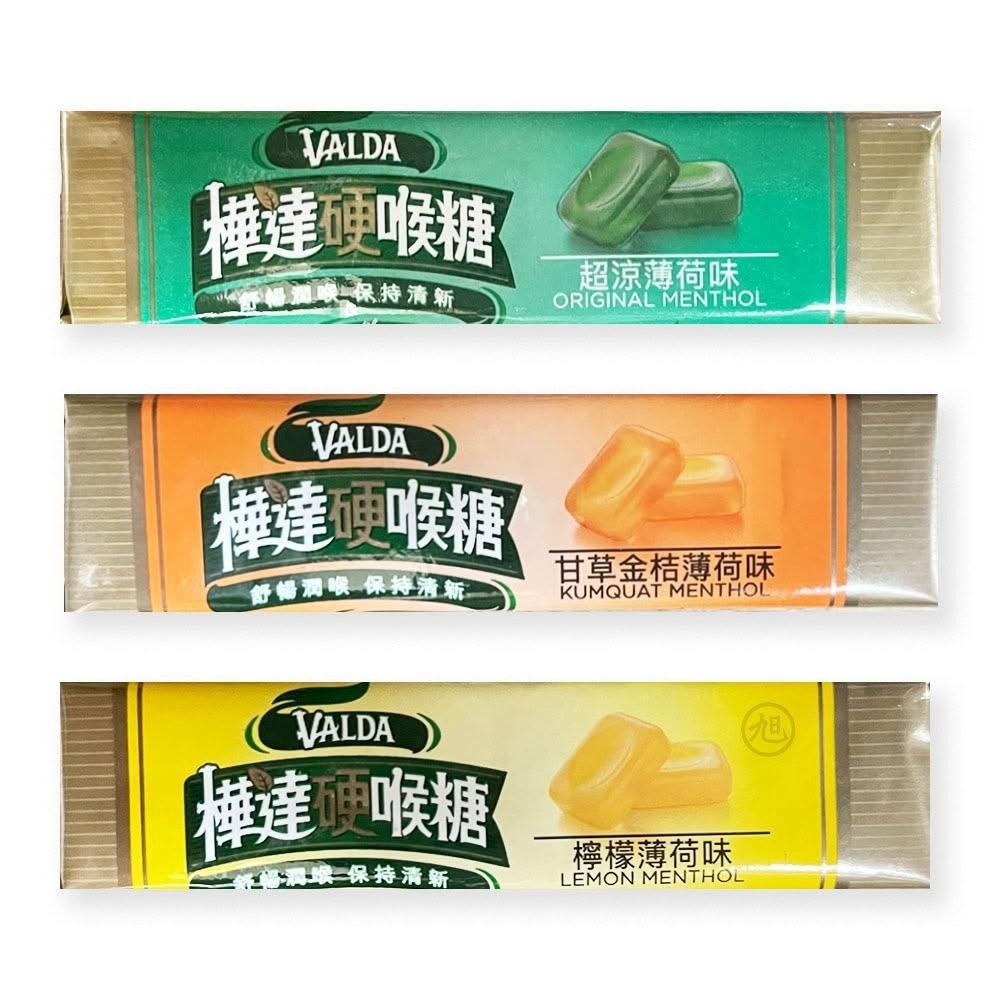 VALDA
樺達硬喉糖
舒暢潤喉 保持清新
超涼薄荷味
ORIGINAL MENTHOL
VALDA
樺達硬喉糖
舒暢潤喉 保持清新
甘草金桔薄荷味
KUMQUAT MENTHOL
VALDA
樺達硬喉糖
舒暢潤喉 保持清新
旭
檸檬薄荷味
LEMON MENTHOL